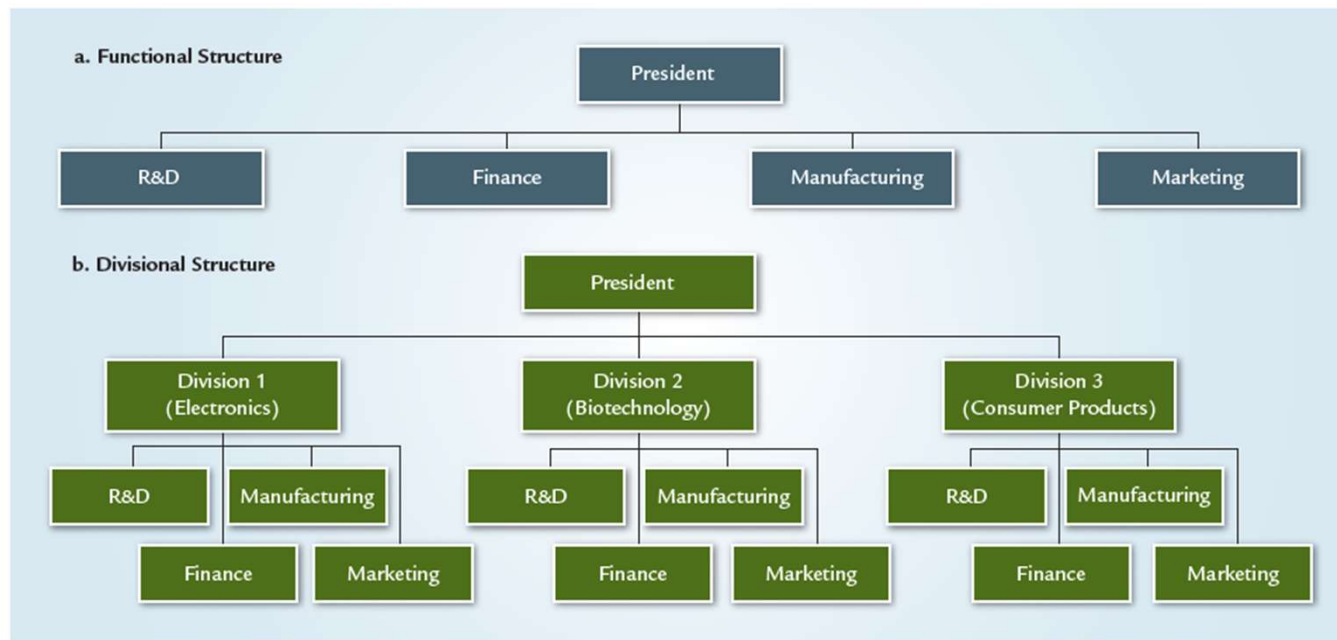 a. Functional Structure
President
R&D
Finance
Manufacturing
Marketing
b. Divisional Structure
President
Division 1
(Electronics)
Division 2
(Biotechnology)
Division 3
(Consumer Products)
R&D
Manufacturing
R&D
Manufacturing
R&D
Manufacturing
Finance
Marketing
Finance
Marketing
Finance
Marketing